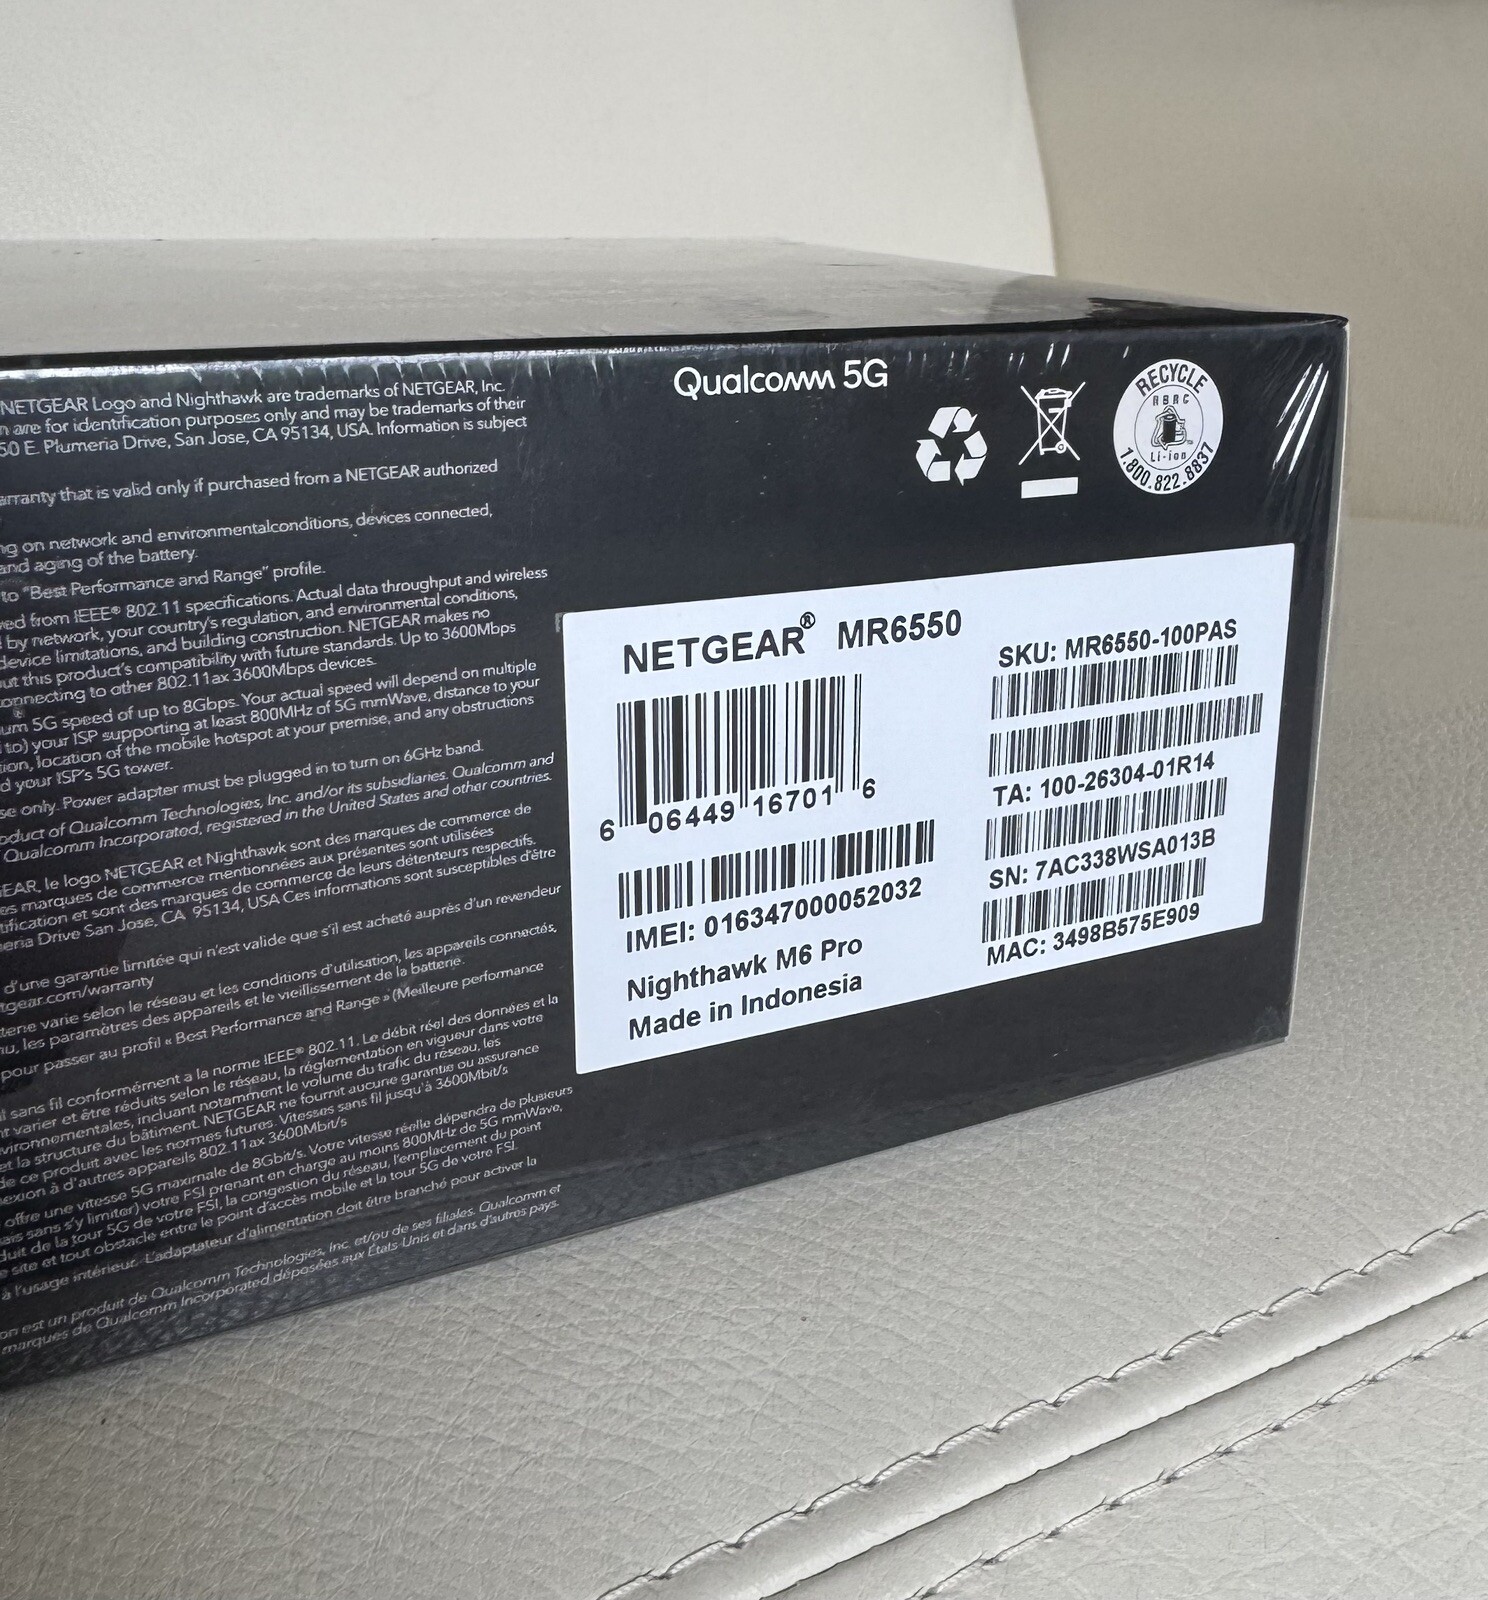 NETGEAR Logo and Nighthawk are trademarks of NETGEAR, Inc.
n are for identification purposes only and may be trademarks of their
50 E. Plumeria Drive, San Jose, CA 95134, USA. Information is subject
arranty that is valid only if purchased from a NETGEAR authorized
ng on network and environmentalconditions, devices connected,
and aging of the battery.
to "Best Performance and Range" profile.
ved from IEEE® 802.11 specifications. Actual data throughput and wireless
by network, your country's regulation, and environmental conditions,
device limitations, and building construction. NETGEAR makes no
ut this product's compatibility with future standards. Up to 3600Mbps
onnecting to other 802.11ax 3600Mbps devices.
um 5G speed of up to 8Gbps. Your actual speed will depend on multiple
to) your ISP supporting at least 800MHz of 5G mmWave, distance to your
ion, location of the mobile hotspot at your premise, and any obstructions
d your ISP's 5G tower.
se only. Power adapter must be plugged in to turn on 6GHz band.
oduct of Qualcomm Technologies, Inc. and/or its subsidiaries. Qualcomm and
Qualcomm Incorporated, registered in the United States and other countries.
EAR, le logo NETGEAR et Nighthawk sont des marques de commerce de
es marques de commerce mentionnées aux présentes sont utilisées
tification et sont des marques de commerce de leurs détenteurs respectifs.
meria Drive San Jose, CA 95134, USA Ces informations sont susceptibles d'être
d'une garantie limitée qui n'est valide que s'il est acheté auprès d'un revendeur
tgear.com/warranty
terie varie selon le réseau et les conditions d'utilisation, les appareils connectés,
nu, les paramètres des appareils et le vieillissement de la batterie.
pour passer au profil « Best Performance and Range » (Meilleure performance
l sans fil conformément a la norme IEEE® 802.11. Le débit réel des données et la
nt varier et être réduits selon le réseau, la réglementation en vigueur dans votre
vironnementales, incluant notamment le volume du trafic du réseau, les
et la structure du bâtiment. NETGEAR ne fournit aucune garantie ou assurance
de ce produit avec les normes futures. Vitesses sans fil jusqu'à 3600Mbit/s
exion à d'autres appareils 802.11ax 3600Mbit/s
offre une vitesse 5G maximale de 8Gbit/s. Votre vitesse réelle dépendra de plusieurs
ais sans s'y limiter) votre FSI prenant en charge au moins 800MHz de 5G mmWave,
duit de la tour 5G de votre FSI, la congestion du réseau, l'emplacement du point
e site et tout obstacle entre le point d'accès mobile et la tour 5G de votre FSI.
à l'usage intérieur. L'adaptateur d'alimentation doit être branché pour activer la
on est un produit de Qualcomm Technologies, Inc. et/ou de ses filiales. Qualcomm et
marques de Qualcomm Incorporated déposées aux États-Unis et dans d'autres pays.
Qualcomm 5G
RECYCLE
RBRC
Li-ion
1.800.822.8837
NETGEAR® MR6550
6 06449 16701 6
IMEI: 016347000052032
Nighthawk M6 Pro
Made in Indonesia
SKU: MR6550-100PAS
TA: 100-26304-01R14
SN: 7AC338WSA013B
MAC: 3498B575E909